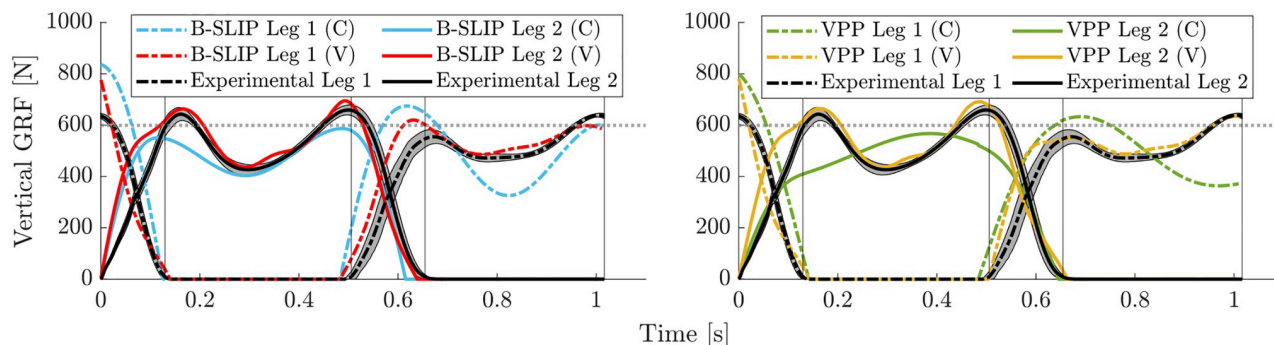 B-SLIP Leg 1 (C) B-SLIP Leg 2 (C)
B-SLIP Leg 1 (V) B-SLIP Leg 2 (V)
Experimental Leg 1 Experimental Leg 2
Vertical GRF [N]
1000
800
600
400
200
0
0 0.2 0.4 0.6 0.8 1
VPP Leg 1 (C) VPP Leg 2 (C)
VPP Leg 1 (V) VPP Leg 2 (V)
Experimental Leg 1 Experimental Leg 2
1000
800
600
400
200
0
0 0.2 0.4 0.6 0.8 1
Time [s]